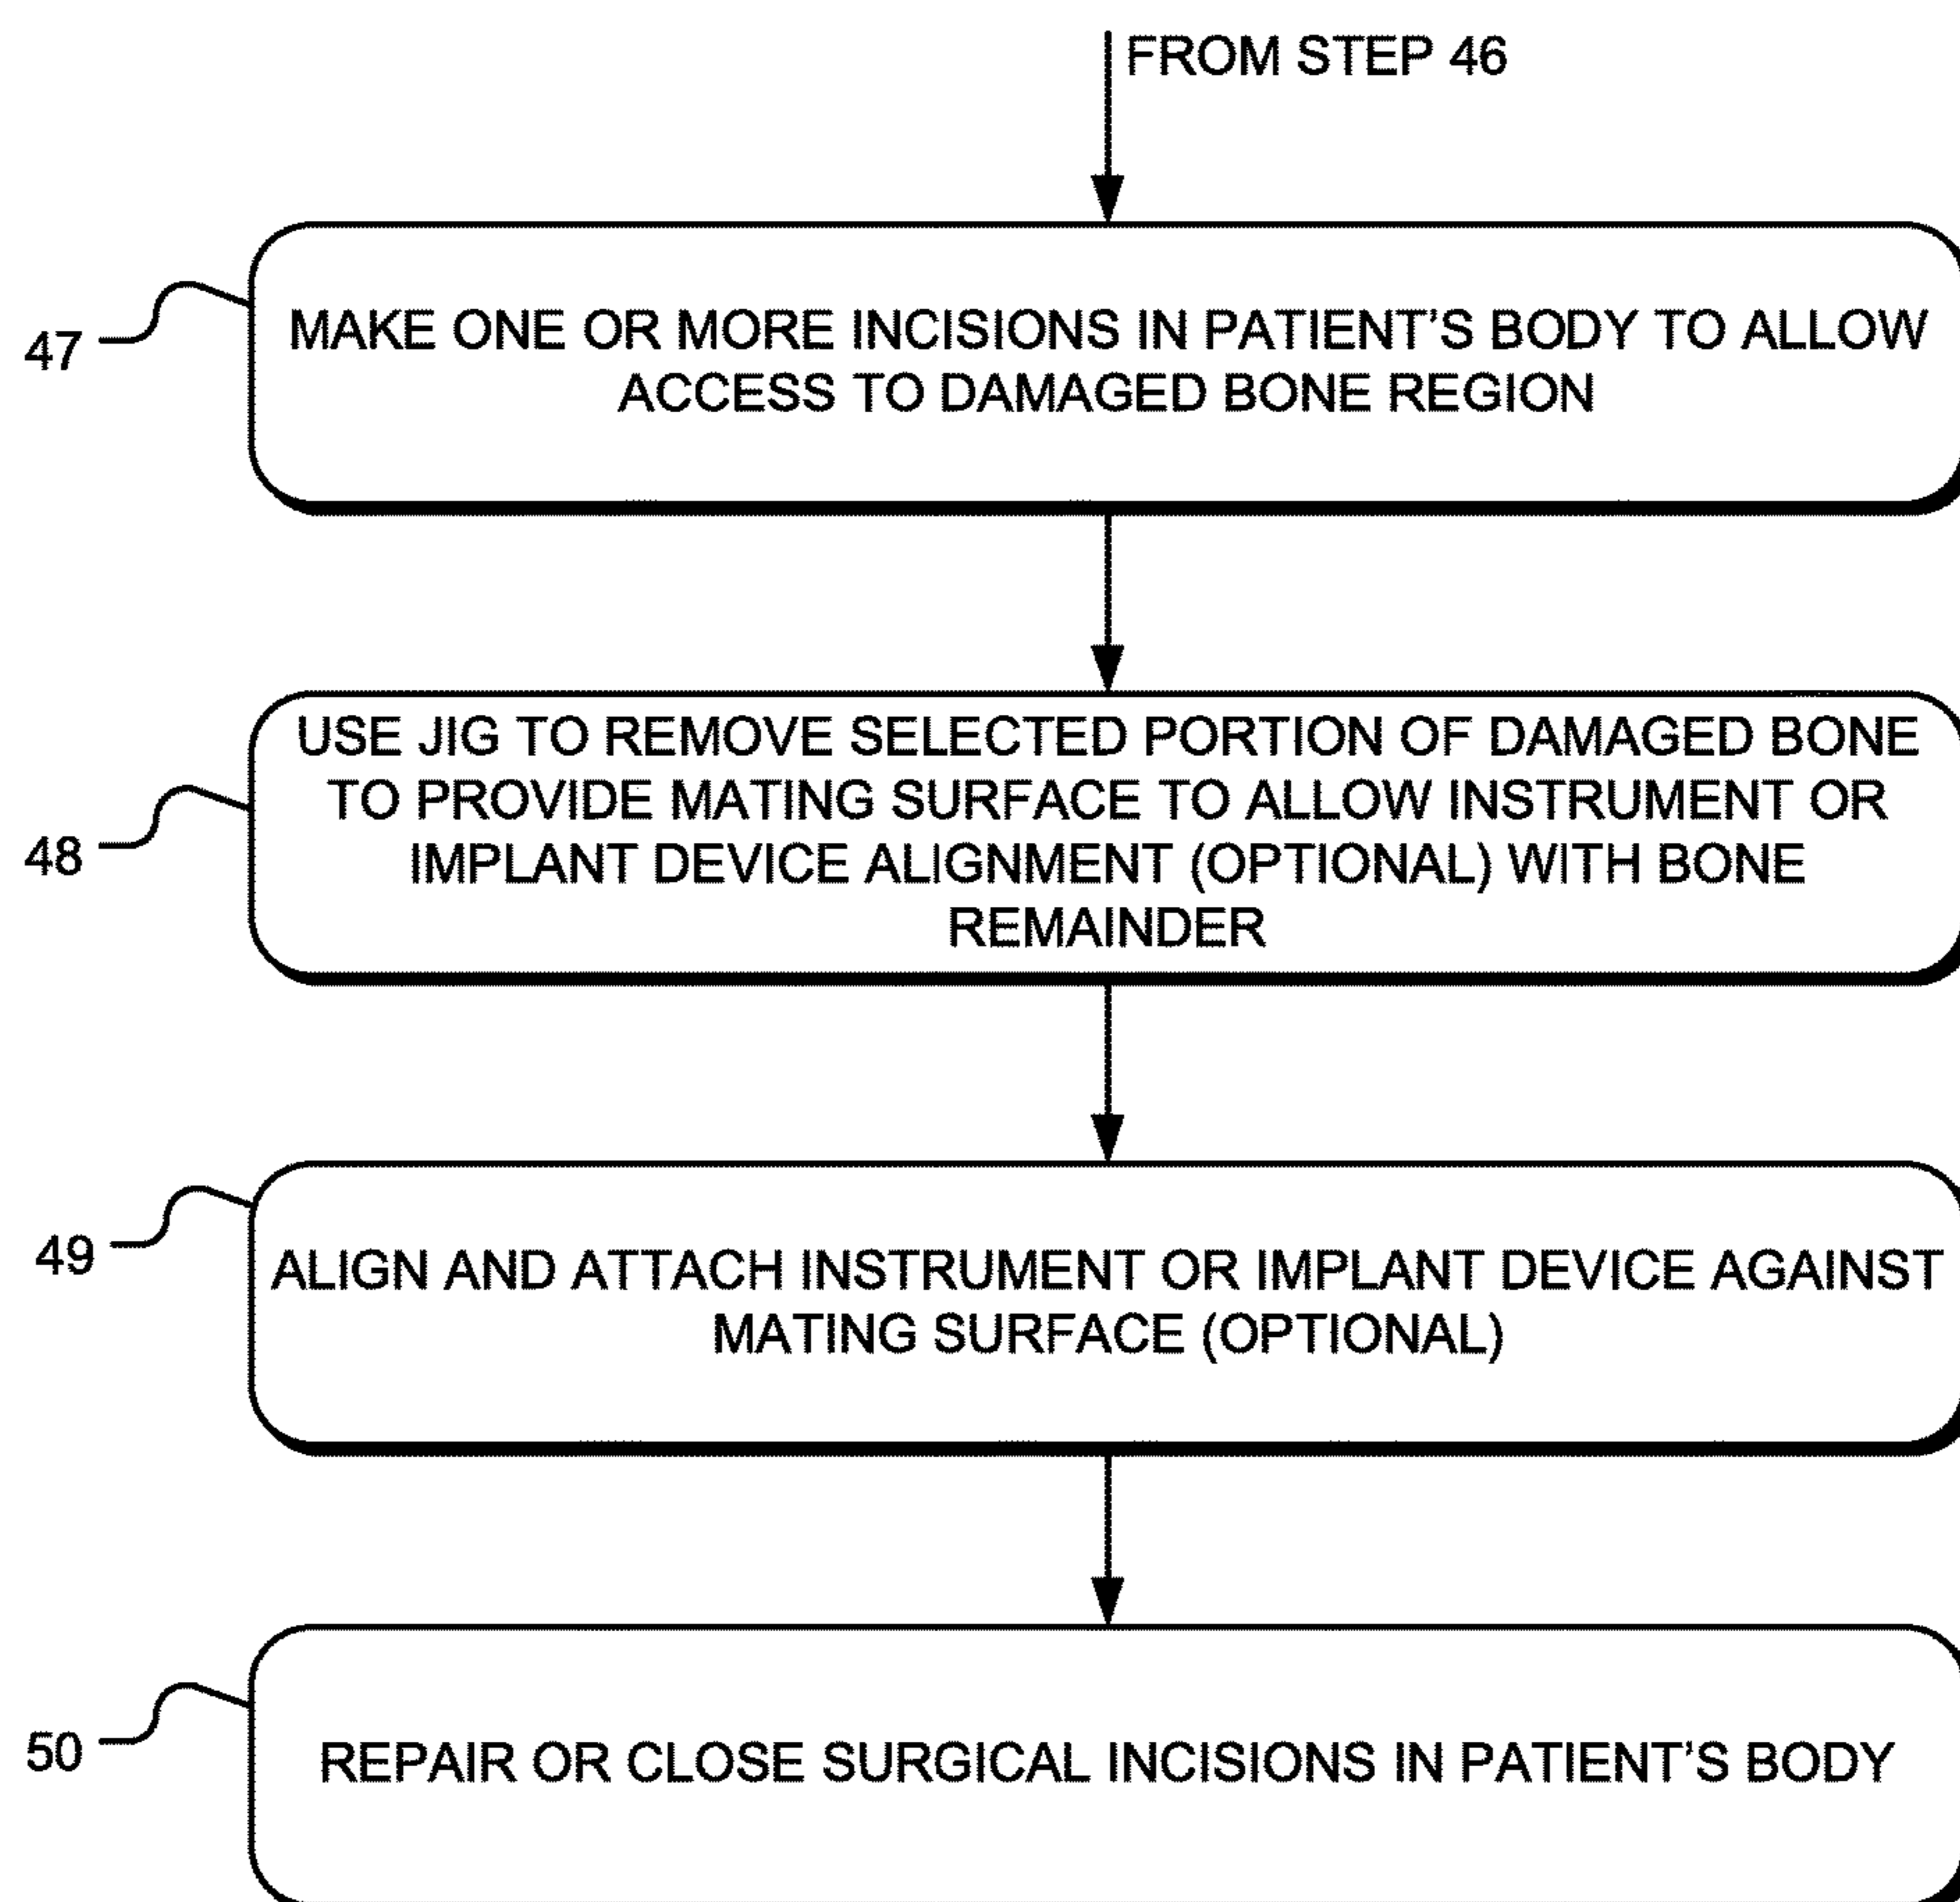 FROM STEP 46
47
MAKE ONE OR MORE INCISIONS IN PATIENT'S BODY TO ALLOW
ACCESS TO DAMAGED BONE REGION
48
USE JIG TO REMOVE SELECTED PORTION OF DAMAGED BONE
TO PROVIDE MATING SURFACE TO ALLOW INSTRUMENT OR
IMPLANT DEVICE ALIGNMENT (OPTIONAL) WITH BONE
REMAINDER
49
ALIGN AND ATTACH INSTRUMENT OR IMPLANT DEVICE AGAINST
MATING SURFACE (OPTIONAL)
50
REPAIR OR CLOSE SURGICAL INCISIONS IN PATIENT'S BODY